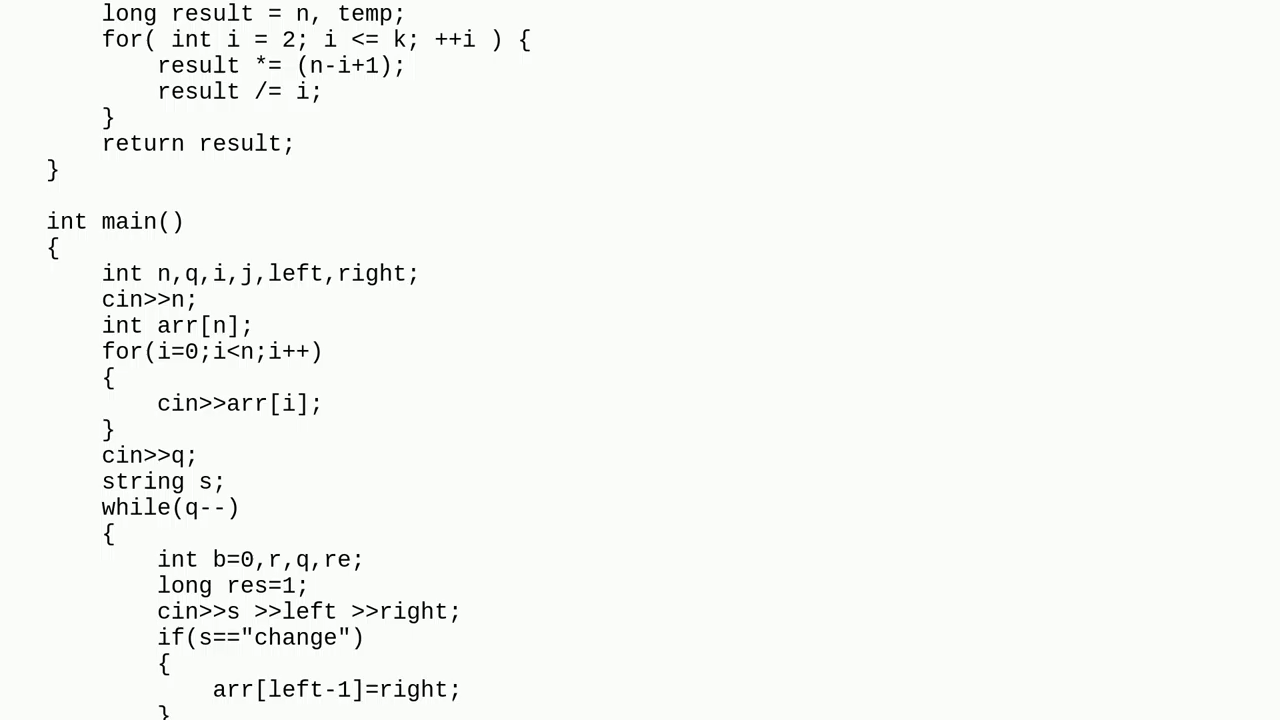 long result = n, temp;
for( int i = 2; i <= k; ++i ) {
result *= (n-i+1);
result /= i;
}
return result;
}
int main()
{
int n,q,i,j,left,right;
cin>>n;
int arr[n];
for(i=0;i<n;i++)
{
cin>>arr[i];
}
cin>>q;
string s;
while(q--)
{
int b=0,r,q,re;
long res=1;
cin>>s >>left >>right;
if(s=="change")
{
arr[left-1]=right;
}